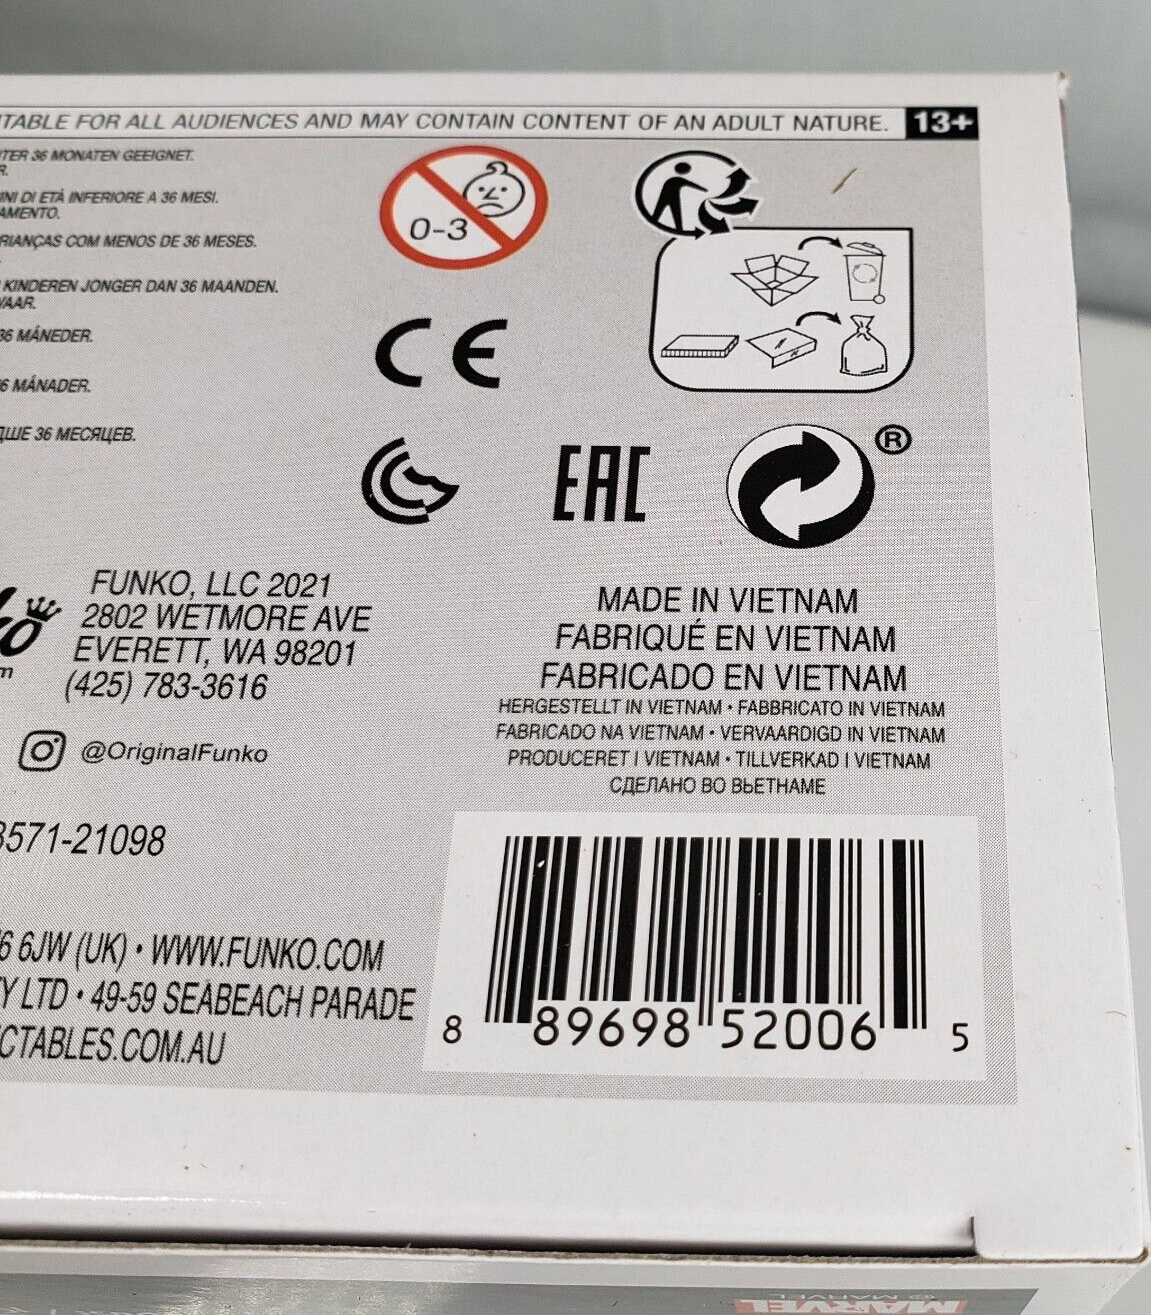 TABLE FOR ALL AUDIENCES AND MAY CONTAIN CONTENT OF AN ADULT NATURE. 13+
TER 36 MONATEN GEEIGNET.
R.
INI DI ETÀ INFERIORE A 36 MESI.
AMENTO.
RIANÇAS COM MENOS DE 36 MESES.
KINDEREN JONGER DAN 36 MAANDEN.
VAAR.
36 MÅNEDER.
6 MÅNADER.
ДШЕ 36 МЕСЯЦЕВ.
0-3
CE
EAC
®
FUNKO, LLC 2021
2802 WETMORE AVE
EVERETT, WA 98201
(425) 783-3616
@OriginalFunko
MADE IN VIETNAM
FABRIQUÉ EN VIETNAM
FABRICADO EN VIETNAM
HERGESTELLT IN VIETNAM • FABBRICATO IN VIETNAM
FABRICADO NA VIETNAM • VERVAARDIGD IN VIETNAM
PRODUCERET I VIETNAM • TILLVERKAD I VIETNAM
СДЕЛАНО ВО ВЬЕТНАМЕ
3571-21098
6 6JW (UK) • WWW.FUNKO.COM
Y LTD • 49-59 SEABEACH PARADE
CTABLES.COM.AU
8 89698 52006 5
MARVEL
© MARVEL